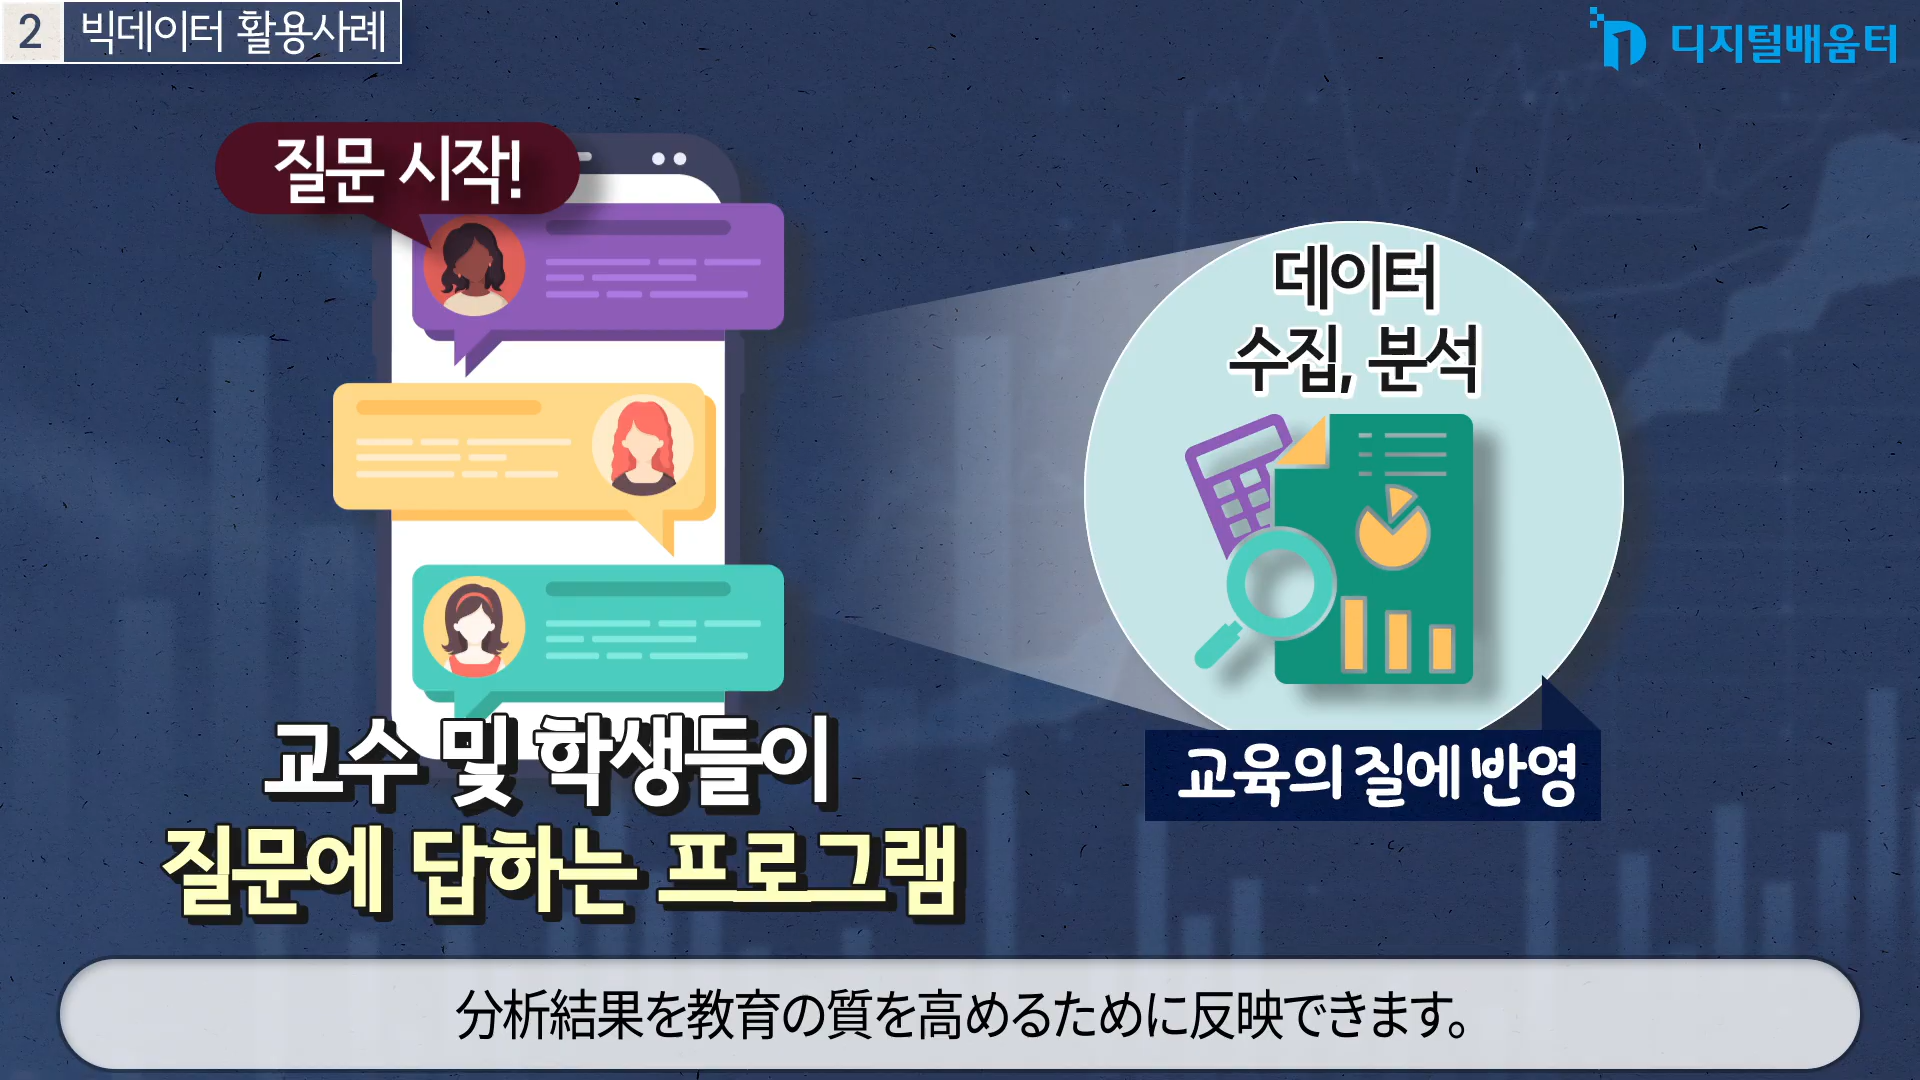 2 빅데이터 활용사례
디지털배움터
질문 시작!
데이터
수집, 분석
교수 및 학생들이
질문에 답하는 프로그램
교육의 질에 반영
分析結果を教育の質を高めるために反映できます。